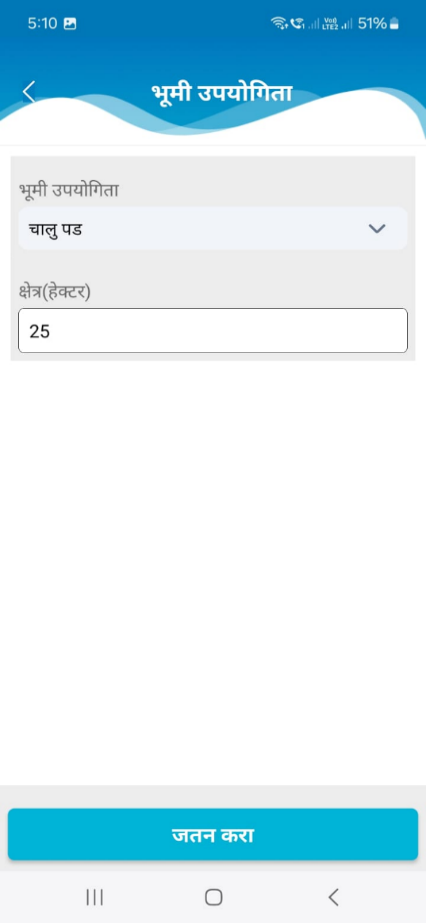 5:10 51%
भूमी उपयोगिता
भूमी उपयोगिता
चालु पड
क्षेत्र(हेक्टर)
25
जतन करा